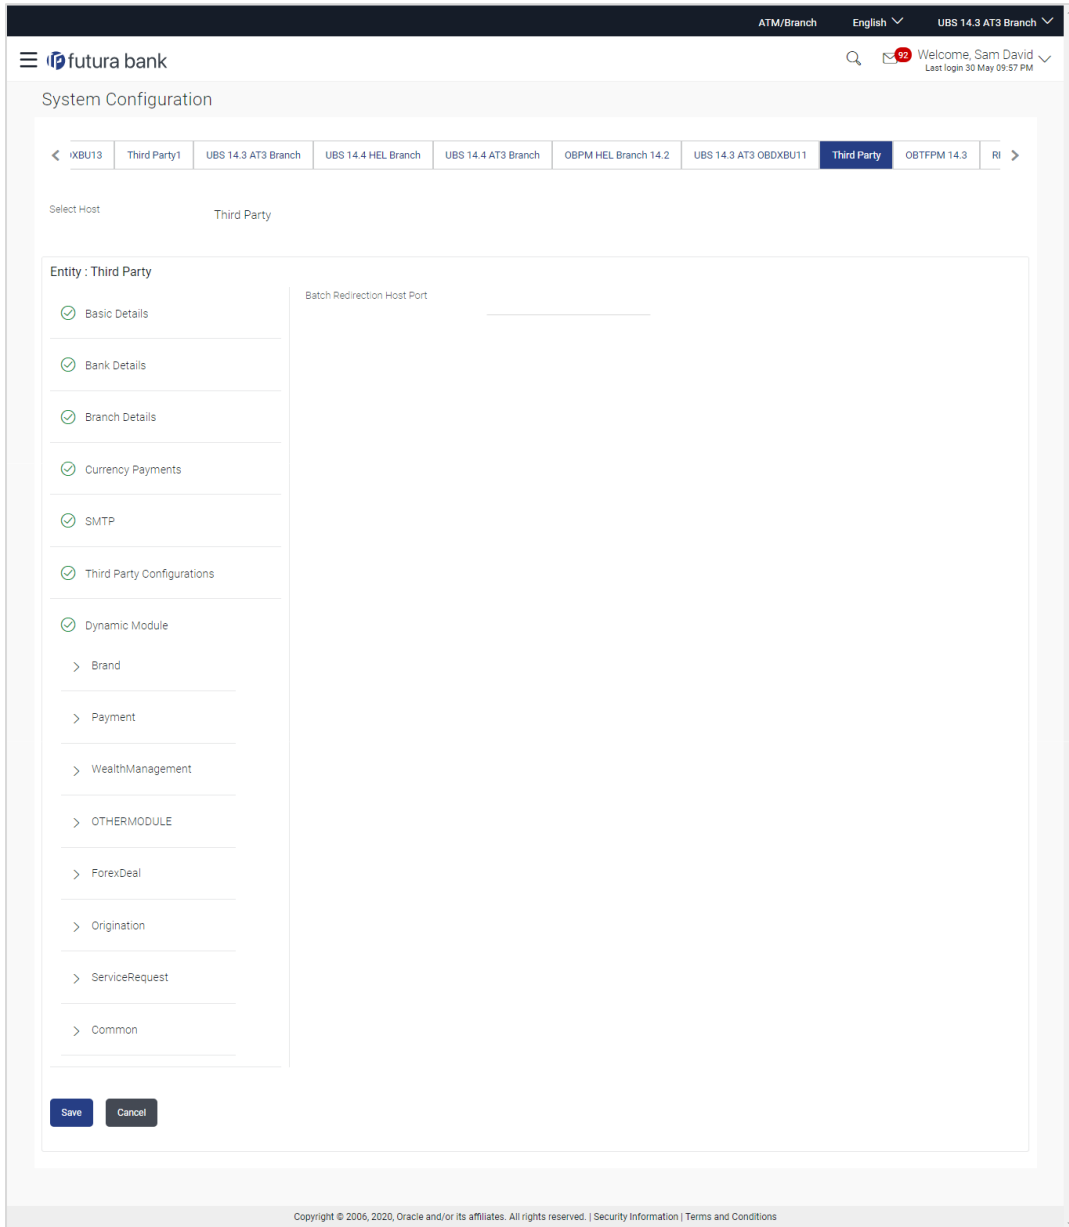 ATM/Branch English UBS 14.3 AT3 Branch
futura bank 92 Welcome, Sam David
Last login 30 May 09:57 PM
System Configuration
XBU13 Third Party1 UBS 14.3 AT3 Branch UBS 14.4 HEL Branch UBS 14.4 AT3 Branch OBPM HEL Branch 14.2 UBS 14.3 AT3 OBDXBU11 Third Party OBTFPM 14.3
Select Host Third Party
Entity : Third Party
Batch Redirection Host Port
Basic Details
Bank Details
Branch Details
Currency Payments
SMTP
Third Party Configurations
Dynamic Module
Brand
Payment
WealthManagement
OTHERMODULE
ForexDeal
Origination
ServiceRequest
Common
Save Cancel
Copyright © 2006, 2020, Oracle and/or its affiliates. All rights reserved. | Security Information | Terms and Conditions